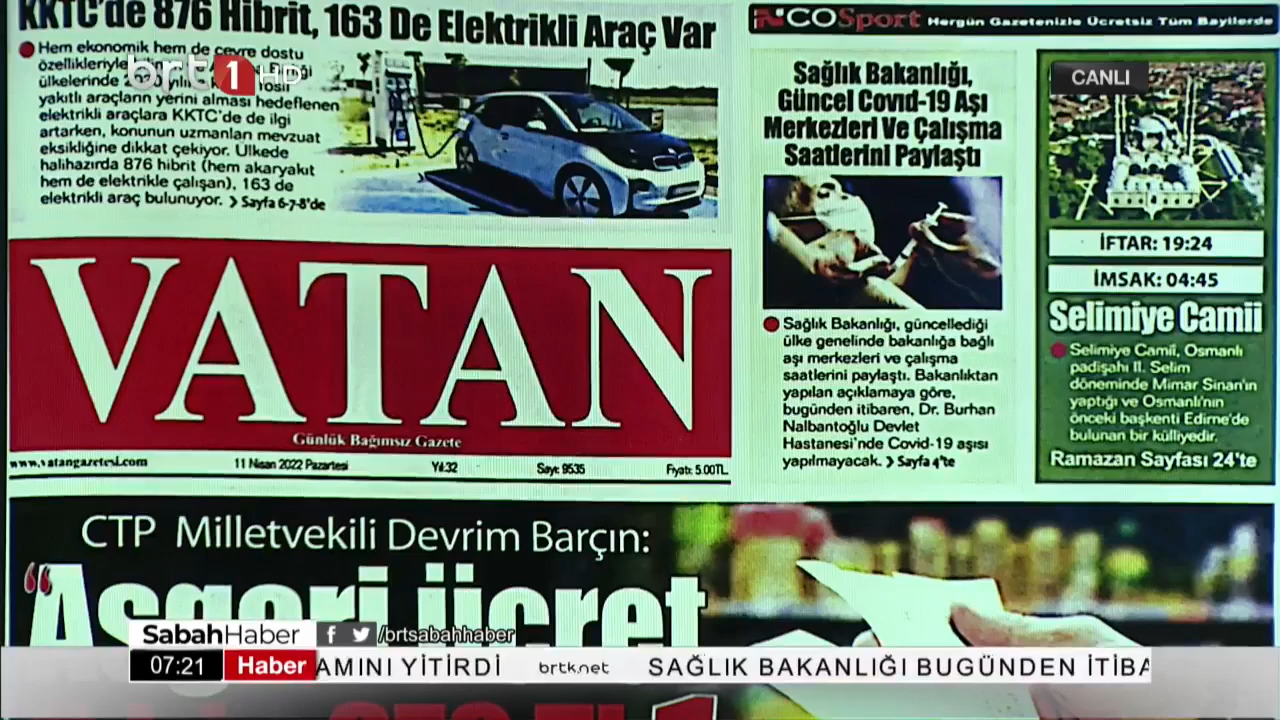 KKTC'de 876 Hibrit, 163 De Elektrikli Araç Var
Hem ekonomik hem de çevre dostu
özellikleriyle
ülkelerinde
yakıtlı araçların yerini alması hedeflenen
elektrikli araçlara KKTC'de de ilgi
artarken, konunun uzmanları mevzuat
eksikliğine dikkat çekiyor. Ülkede
halihazırda 876 hibrit (hem akaryakıt
hem de elektrikle çalışan), 163 de
elektrikli araç bulunuyor. Sayfa 6-7-8'de
brt 1 HD
COSport Hergün Gazetenizle Ücretsiz Tüm Bayilerde
Sağlık Bakanlığı,
Güncel Covıd-19 Aşı
Merkezleri Ve Çalışma
Saatlerini Paylaştı
Sağlık Bakanlığı, güncellediği
ülke genelinde bakanlığa bağlı
aşı merkezleri ve çalışma
saatlerini paylaştı. Bakanlıktan
yapılan açıklamaya göre,
bugünden itibaren, Dr. Burhan
Nalbantoğlu Devlet
Hastanesi'nde Covid-19 aşısı
yapılmayacak. Sayfa 4'te
CANLI
İFTAR: 19:24
İMSAK: 04:45
Selimiye Camii
Selimiye Camii, Osmanlı
padişahı II. Selim
döneminde Mimar Sinan'ın
yaptığı ve Osmanlı'nın
önceki başkenti Edirne'de
bulunan bir külliyedir.
Ramazan Sayfası 24'te
VATAN
Günlük Bağımsız Gazete
www.vatangazetesi.com 11 Nisan 2022 Pazartesi Yıl:32 Sayı: 9535 Fiyatı: 5.00TL
CTP Milletvekili Devrim Barçın:
“Asgari ücret
SabahHaber /brtsabahhaber
07:21 Haber AMINI YİTİRDİ brtk.net SAĞLIK BAKANLIĞI BUGÜNDEN İTİBA